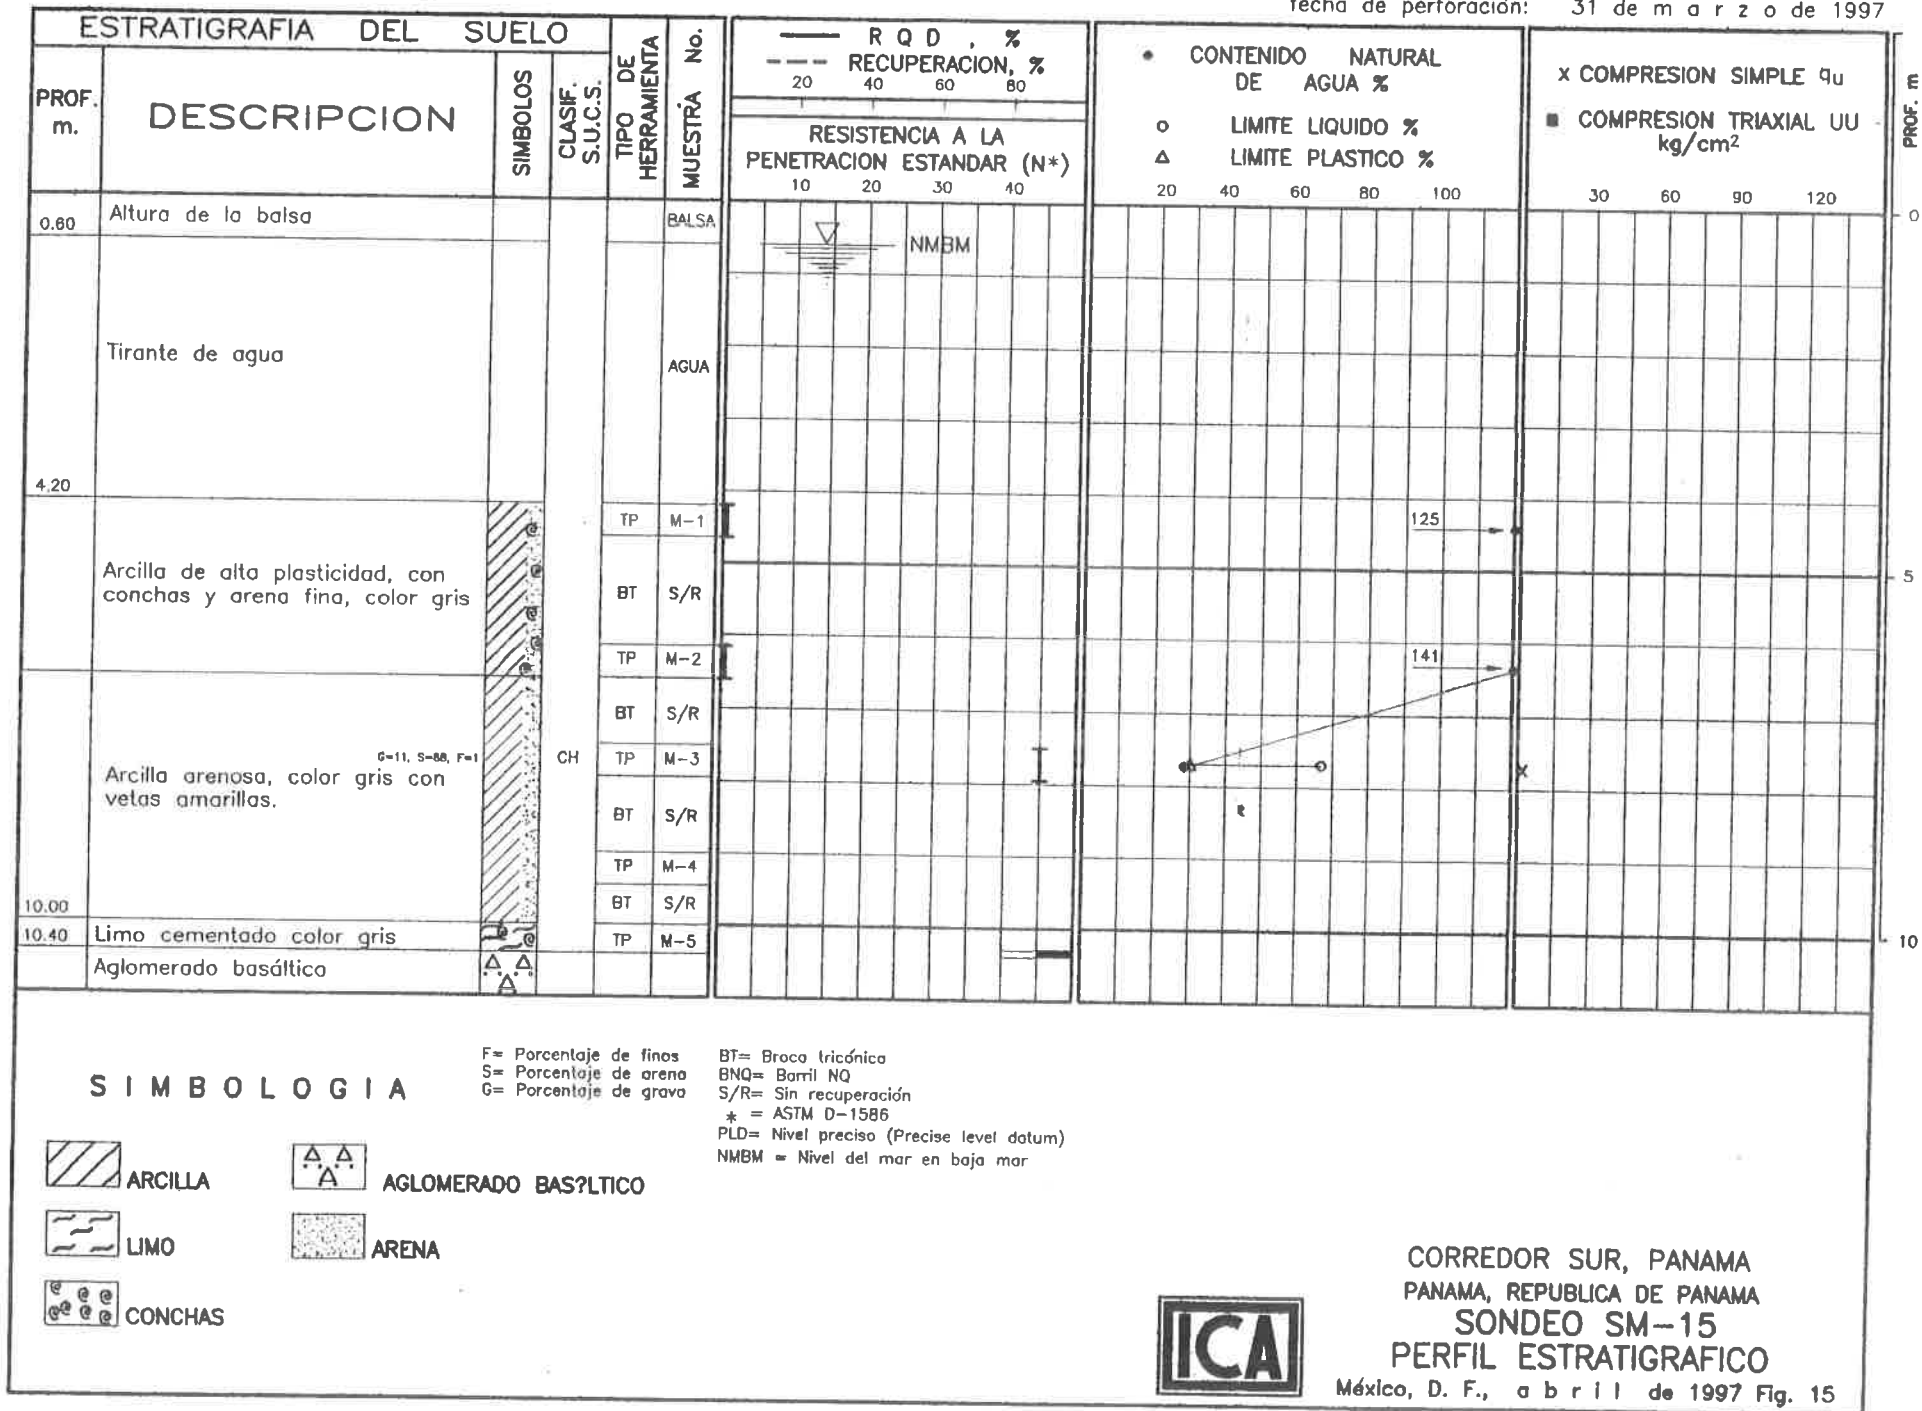 fecha de perforación: 31 de m a r z o de 1997
ESTRATIGRAFIA DEL SUELO
PROF. m.
DESCRIPCION
SIMBOLOS
CLASIF. S.U.C.S.
TIPO DE HERRAMIENTA
MUESTRA No.
R Q D , %
RECUPERACION, %
20 40 60 80
RESISTENCIA A LA
PENETRACION ESTANDAR (N*)
10 20 30 40
CONTENIDO NATURAL
DE AGUA %
LIMITE LIQUIDO %
LIMITE PLASTICO %
20 40 60 80 100
x COMPRESION SIMPLE qu
COMPRESION TRIAXIAL UU
kg/cm2
30 60 90 120
PROF. m
0
0.60
Altura de la balsa
BALSA
NMBM
Tirante de agua
AGUA
4.20
TP M-1
125
Arcilla de alta plasticidad, con
conchas y arena fina, color gris
BT S/R
5
TP M-2
141
BT S/R
G=11, S=88, F=1
CH
TP M-3
Arcilla arenosa, color gris con
vetas amarillas.
BT S/R
TP M-4
BT S/R
10.00
10.40
Limo cementado color gris
TP M-5
10
Aglomerado basáltico
S I M B O L O G I A
F= Porcentaje de finos
S= Porcentaje de arena
G= Porcentaje de grava
BT= Broca tricónica
BNQ= Barril NQ
S/R= Sin recuperación
* = ASTM D-1586
PLD= Nivel preciso (Precise level datum)
NMBM = Nivel del mar en baja mar
ARCILLA
AGLOMERADO BAS?LTICO
LIMO
ARENA
CONCHAS
ICA
CORREDOR SUR, PANAMA
PANAMA, REPUBLICA DE PANAMA
SONDEO SM-15
PERFIL ESTRATIGRAFICO
México, D. F., a b r i l de 1997 Fig. 15